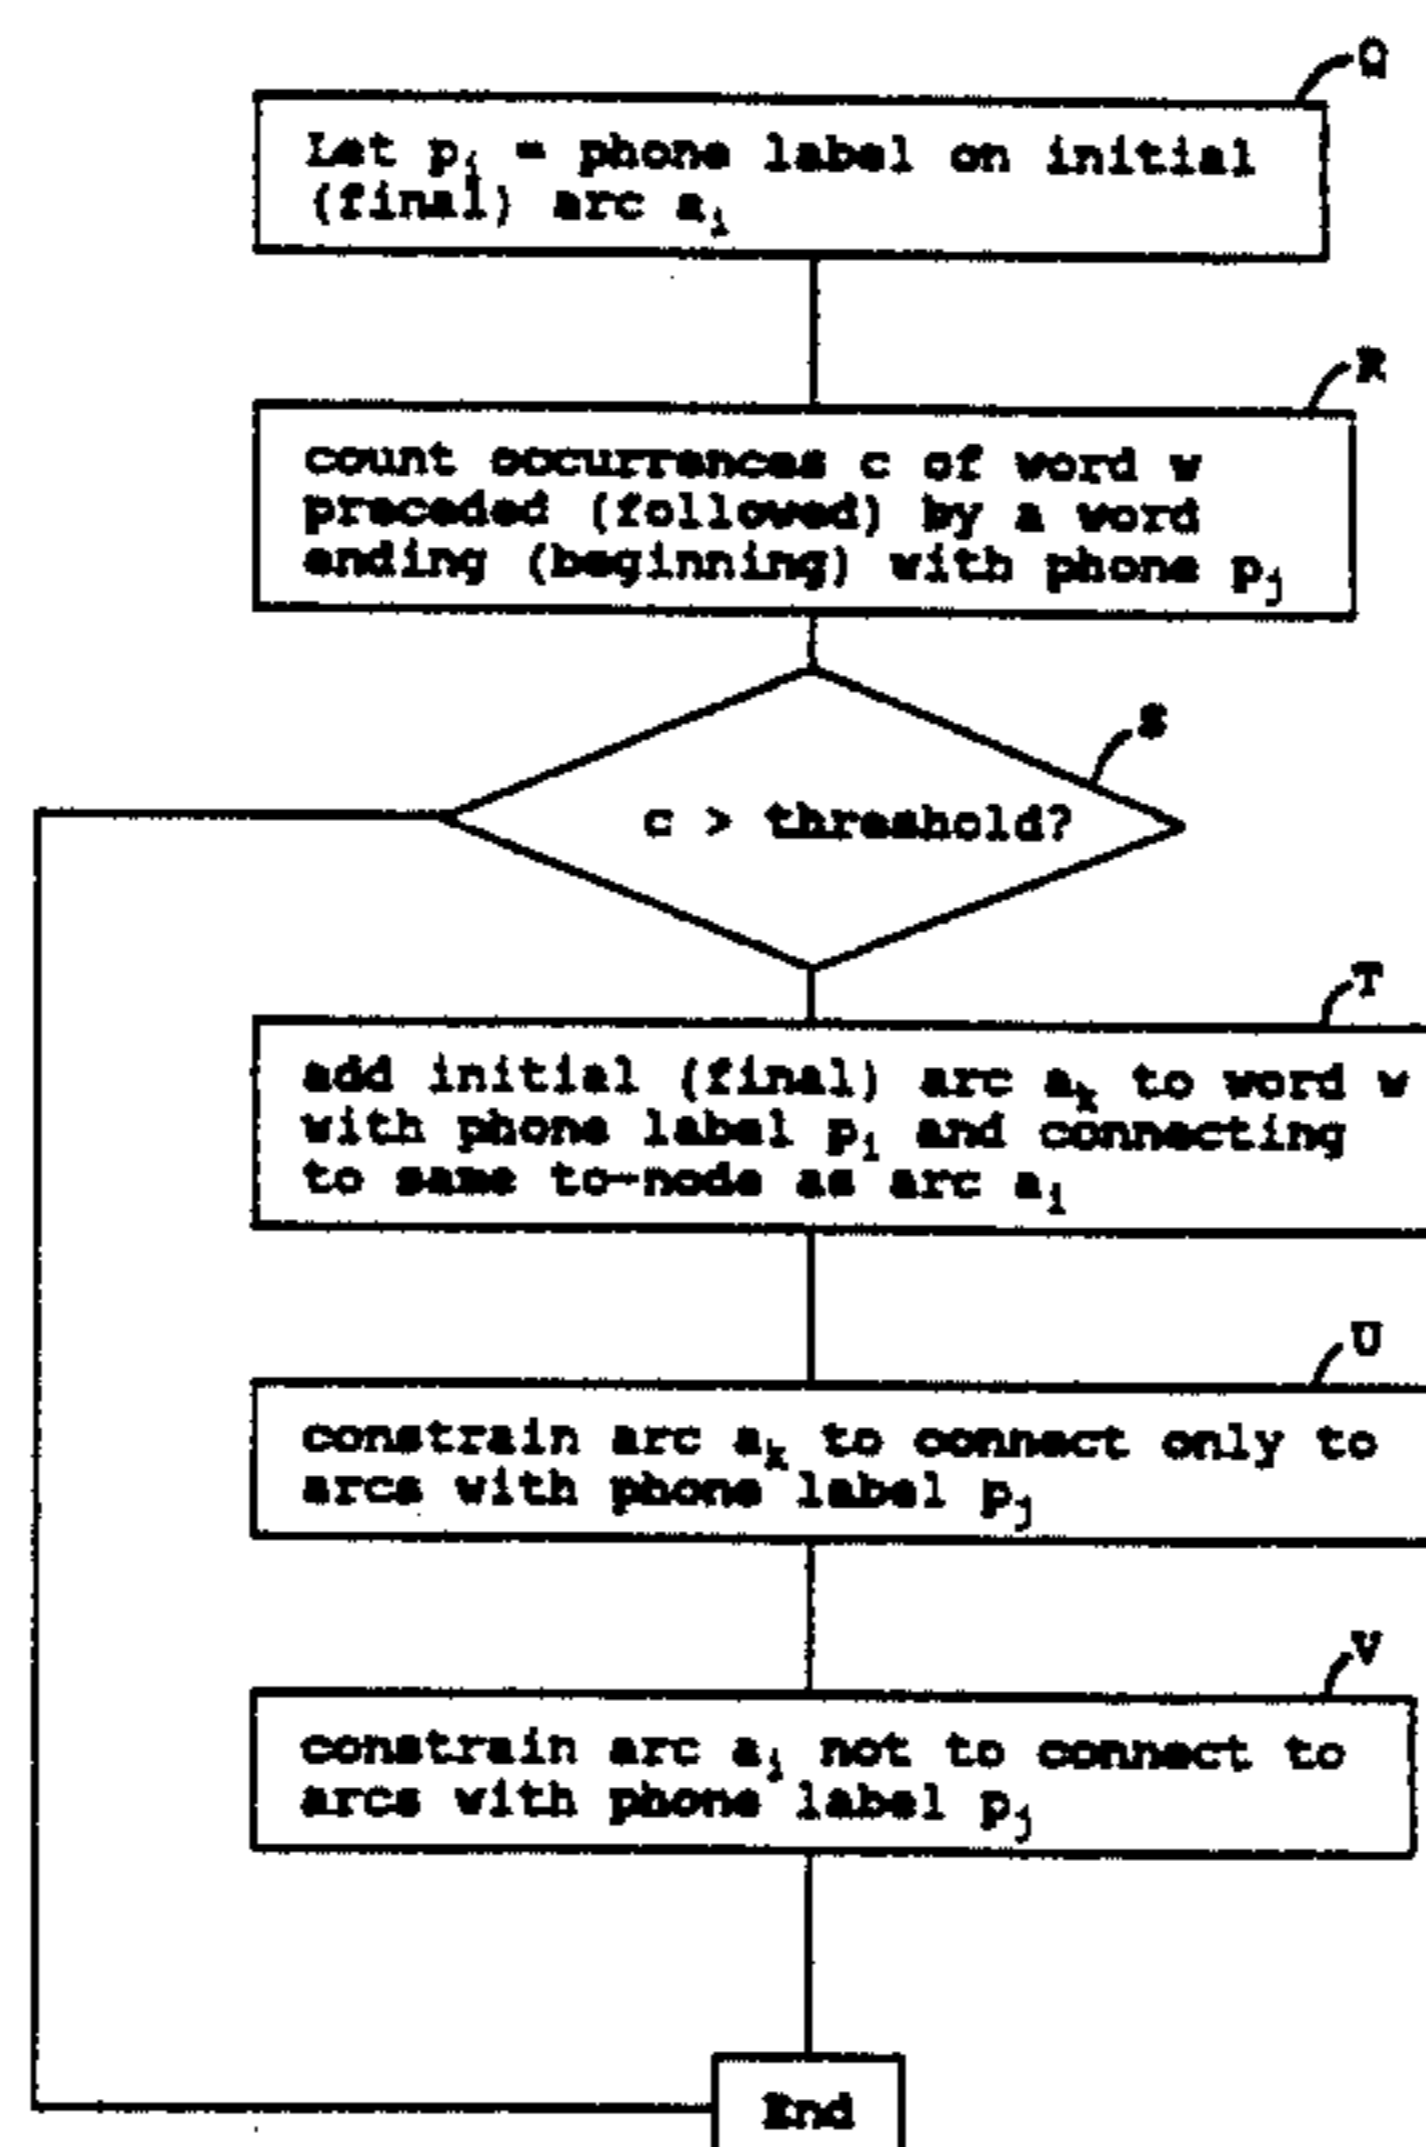 Q
Let pᵢ = phone label on initial
(final) arc aᵢ
R
count occurrences c of word w
preceded (followed) by a word
ending (beginning) with phone pⱼ
S
c > threshold?
T
add initial (final) arc aₖ to word w
with phone label pᵢ and connecting
to same to-node as arc aᵢ
U
constrain arc aₖ to connect only to
arcs with phone label pⱼ
V
constrain arc aᵢ not to connect to
arcs with phone label pⱼ
End